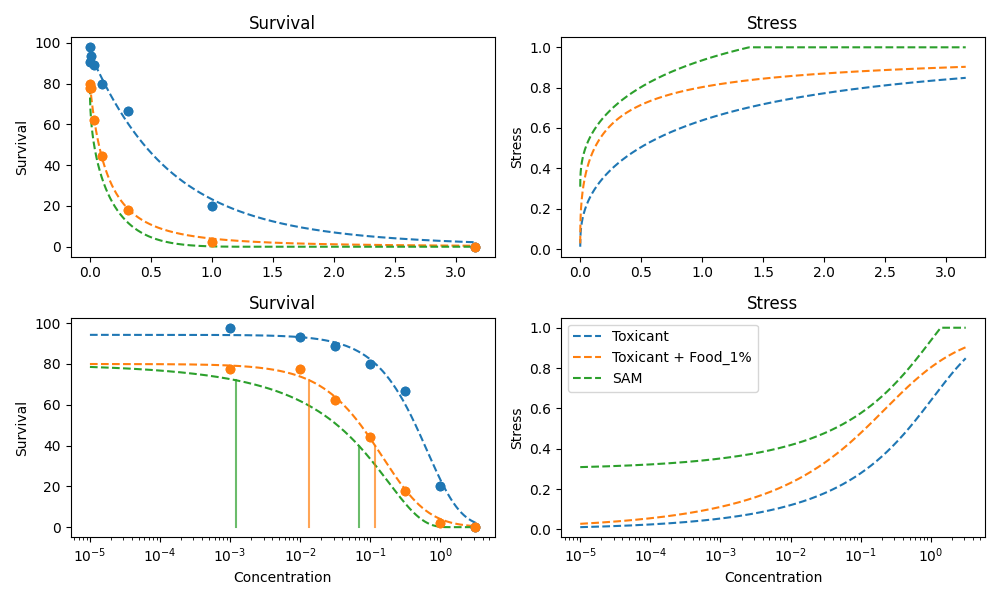 Survival
Survival
100
80
60
40
20
0
0.0 0.5 1.0 1.5 2.0 2.5 3.0
Stress
Stress
1.0
0.8
0.6
0.4
0.2
0.0
0.0 0.5 1.0 1.5 2.0 2.5 3.0
Survival
Survival
100
80
60
40
20
0
10⁻⁵ 10⁻⁴ 10⁻³ 10⁻² 10⁻¹ 10⁰
Concentration
Stress
Stress
1.0
0.8
0.6
0.4
0.2
0.0
Toxicant
Toxicant + Food_1%
SAM
10⁻⁵ 10⁻⁴ 10⁻³ 10⁻² 10⁻¹ 10⁰
Concentration